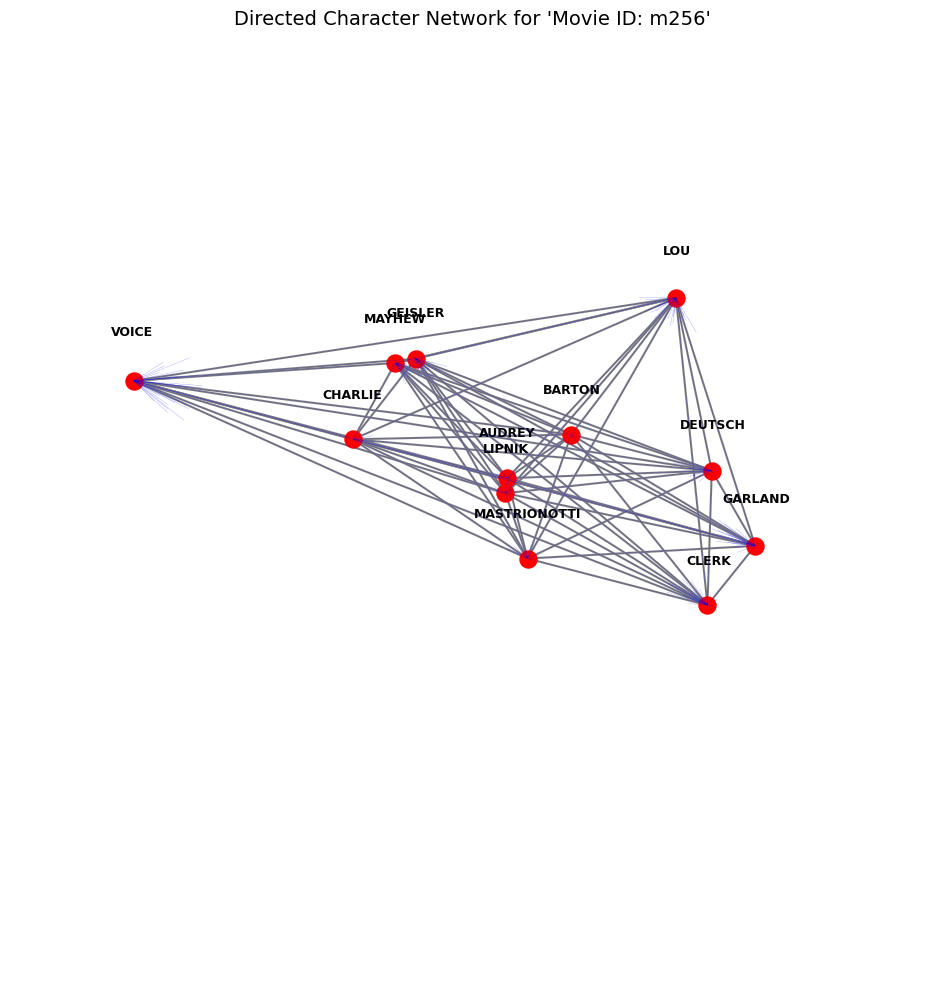 Directed Character Network for 'Movie ID: m256'
LOU
GEISLER
MAYHEW
VOICE
BARTON
CHARLIE
DEUTSCH
AUDREY
LIPNIK
GARLAND
MASTRIONOTTI
CLERK